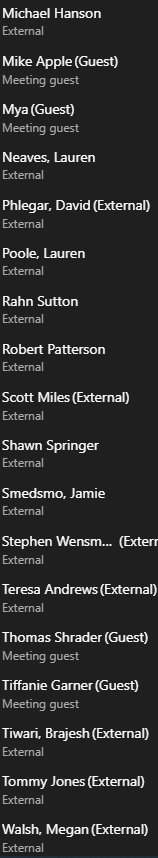 Michael Hanson
External
Mike Apple (Guest)
Meeting guest
Mya (Guest)
Meeting guest
Neaves, Lauren
External
Phlegar, David (External)
External
Poole, Lauren
External
Rahn Sutton
External
Robert Patterson
External
Scott Miles (External)
External
Shawn Springer
External
Smedsmo, Jamie
External
Stephen Wensm... (Extern
External
Teresa Andrews (External)
External
Thomas Shrader (Guest)
Meeting guest
Tiffanie Garner (Guest)
Meeting guest
Tiwari, Brajesh (External)
External
Tommy Jones (External)
External
Walsh, Megan (External)
External